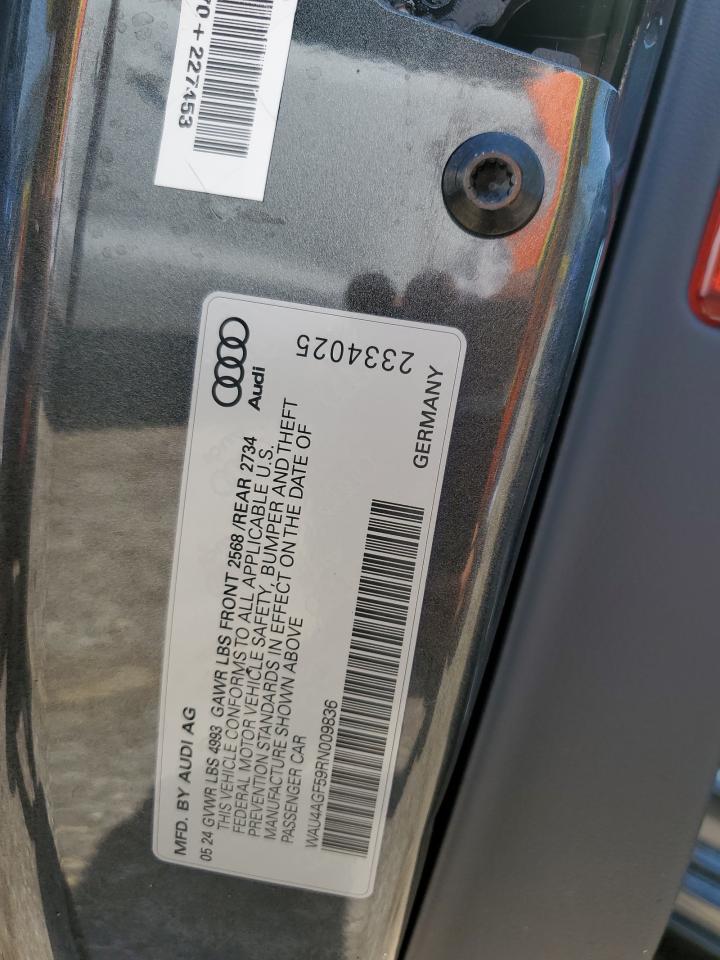 70+227453
Audi
2334025
MFD. BY AUDI AG
05 24 GVWR LBS 4993 GAWR LBS FRONT 2568 /REAR 2734
THIS VEHICLE CONFORMS TO ALL APPLICABLE U.S.
FEDERAL MOTOR VEHICLE SAFETY, BUMPER AND THEFT
PREVENTION STANDARDS IN EFFECT ON THE DATE OF
MANUFACTURE SHOWN ABOVE
PASSENGER CAR
GERMANY
WAU4AGF59RN009836